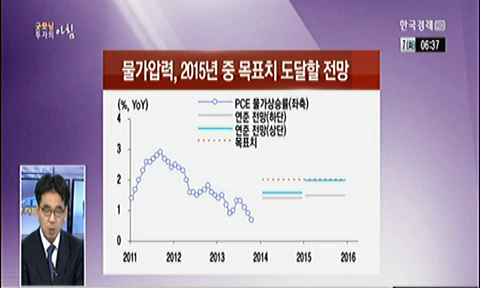 굿모닝
투자의 아침
한국경제 HD
06:37
물가압력, 2015년 중 목표치 도달할 전망
(%, YoY)
PCE 물가상승률(좌축)
연준 전망(하단)
연준 전망(상단)
목표치
4
3
2
1
0
2011 2012 2013 2014 2015 2016